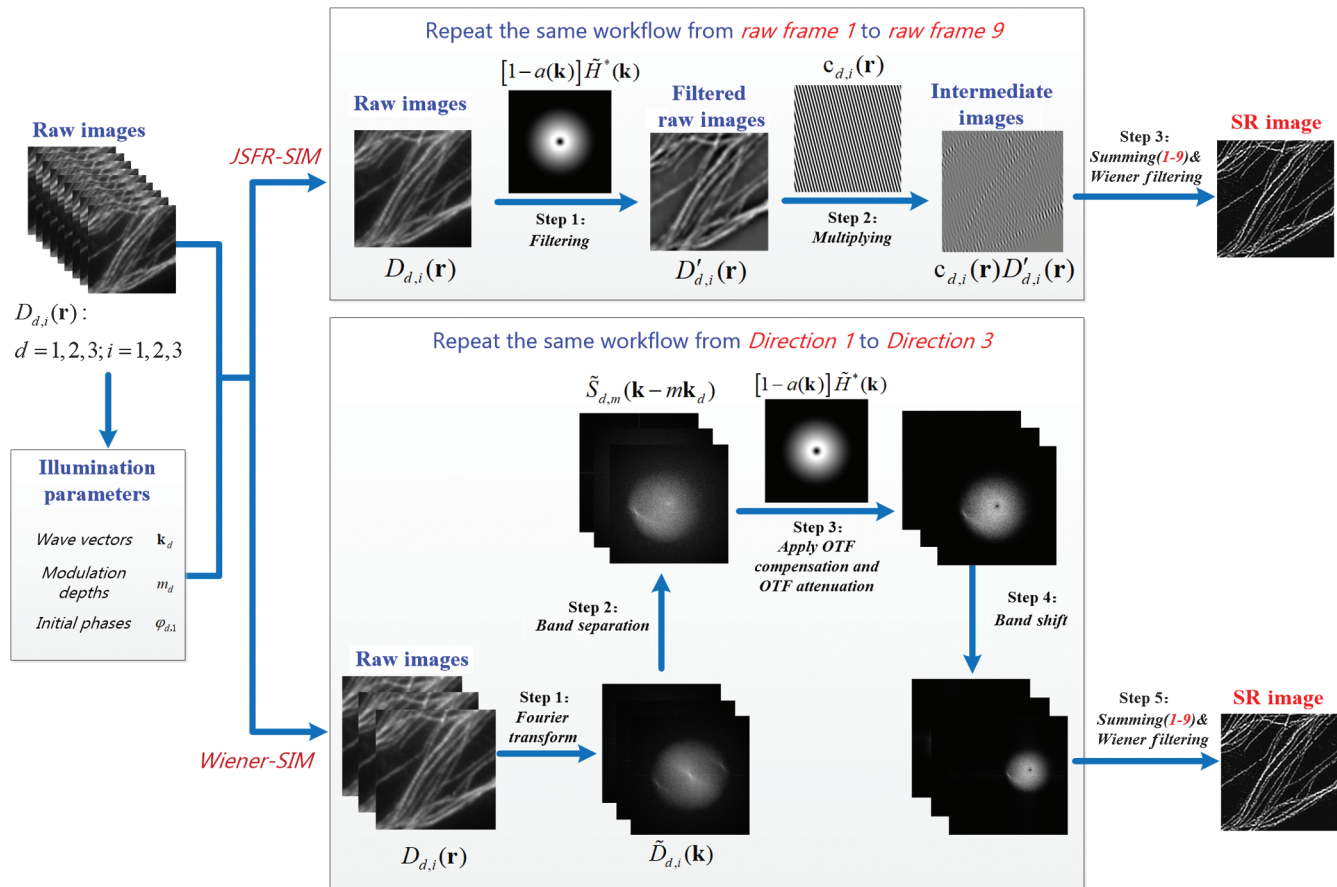 Raw images
D_{d,i}(r) :
d = 1,2,3; i = 1,2,3
Illumination
parameters
Wave vectors k_d
Modulation
depths m_d
Initial phases φ_{d,1}
JSFR-SIM
Wiener-SIM
Repeat the same workflow from raw frame 1 to raw frame 9
Raw images
D_{d,i}(r)
[1−a(k)]H̃*(k)
Step 1:
Filtering
Filtered
raw images
D′_{d,i}(r)
c_{d,i}(r)
Step 2:
Multiplying
Intermediate
images
c_{d,i}(r)D′_{d,i}(r)
Step 3:
Summing(1-9)&
Wiener filtering
SR image
Repeat the same workflow from Direction 1 to Direction 3
Raw images
D_{d,i}(r)
Step 1:
Fourier
transform
D̃_{d,i}(k)
Step 2:
Band separation
S̃_{d,m}(k − mk_d)
[1−a(k)]H̃*(k)
Step 3:
Apply OTF
compensation and
OTF attenuation
Step 4:
Band shift
Step 5:
Summing(1-9)&
Wiener filtering
SR image